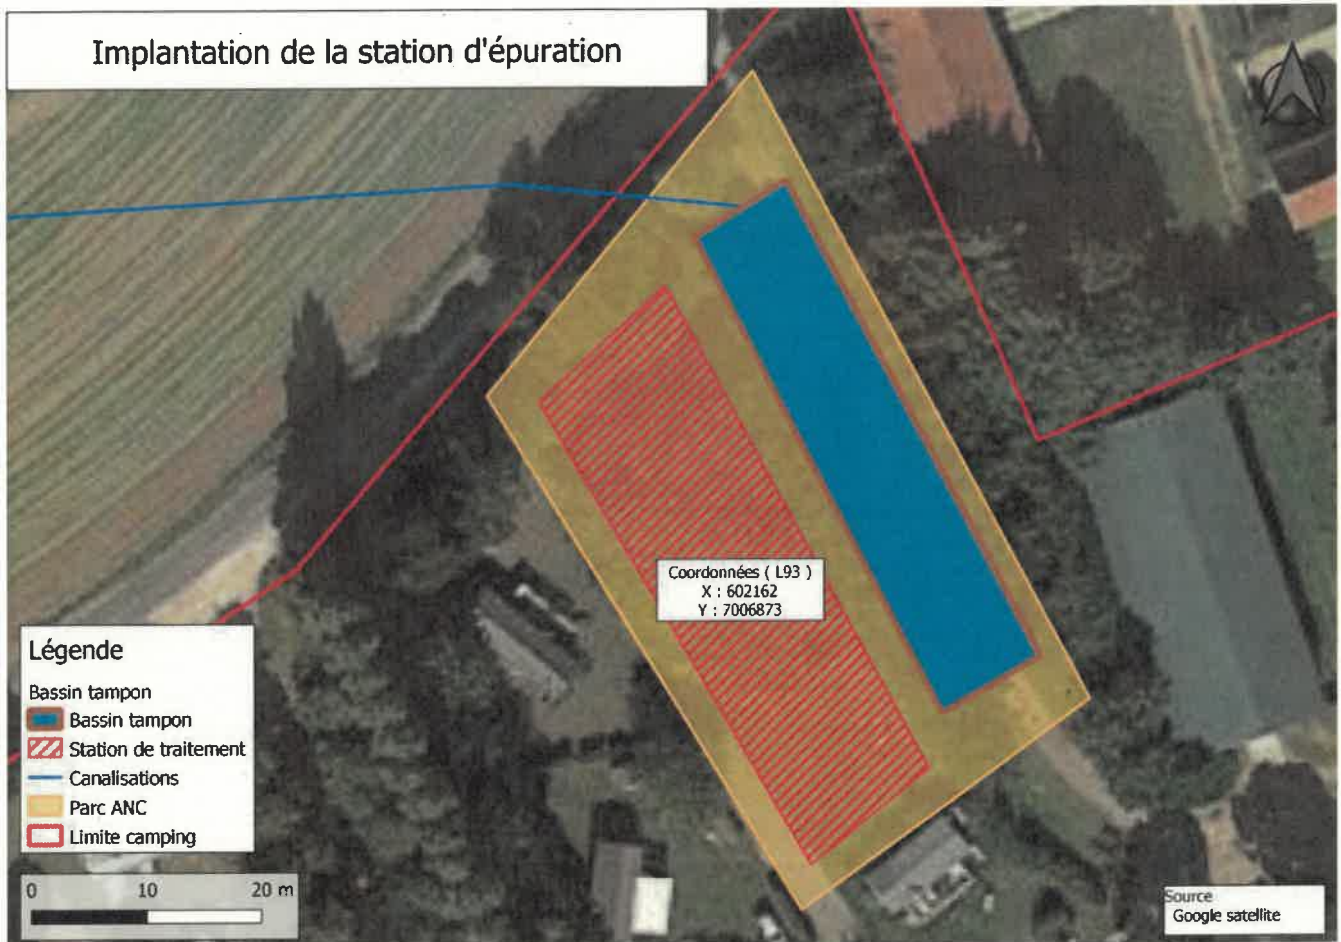 Implantation de la station d'épuration
Coordonnées ( L93 )
X : 602162
Y : 7006873
Légende
Bassin tampon
Bassin tampon
Station de traitement
Canalisations
Parc ANC
Limite camping
0 10 20 m
Source
Google satellite